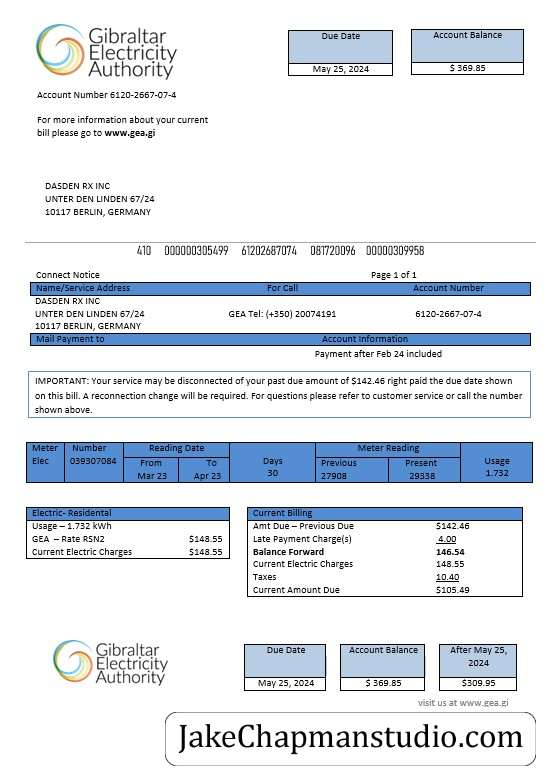 Gibraltar
Electricity
Authority
Due Date
May 25, 2024
Account Balance
$ 369.85
Account Number 6120-2667-07-4
For more information about your current
bill please go to www.gea.gi
DASDEN RX INC
UNTER DEN LINDEN 67/24
10117 BERLIN, GERMANY
410 000000305499 61202687074 081720096 00000309958
Connect Notice Page 1 of 1
Name/Service Address For Call Account Number
DASDEN RX INC
UNTER DEN LINDEN 67/24 GEA Tel: (+350) 20074191 6120-2667-07-4
10117 BERLIN, GERMANY
Mail Payment to Account Information
Payment after Feb 24 included
IMPORTANT: Your service may be disconnected of your past due amount of $142.46 right paid the due date shown
on this bill. A reconnection change will be required. For questions please refer to customer service or call the number
shown above.
Meter Number Reading Date Meter Reading
Elec 039307084 From To Days Previous Present Usage
Mar 23 Apr 23 30 27908 29338 1.732
Electric- Residental
Usage – 1.732 kWh
GEA – Rate RSN2 $148.55
Current Electric Charges $148.55
Current Billing
Amt Due – Previous Due $142.46
Late Payment Charge(s) 4.00
Balance Forward 146.54
Current Electric Charges 148.55
Taxes 10.40
Current Amount Due $105.49
Gibraltar
Electricity
Authority
Due Date
May 25, 2024
Account Balance
$ 369.85
After May 25,
2024
$309.95
visit us at www.gea.gi
JakeChapmanstudio.com